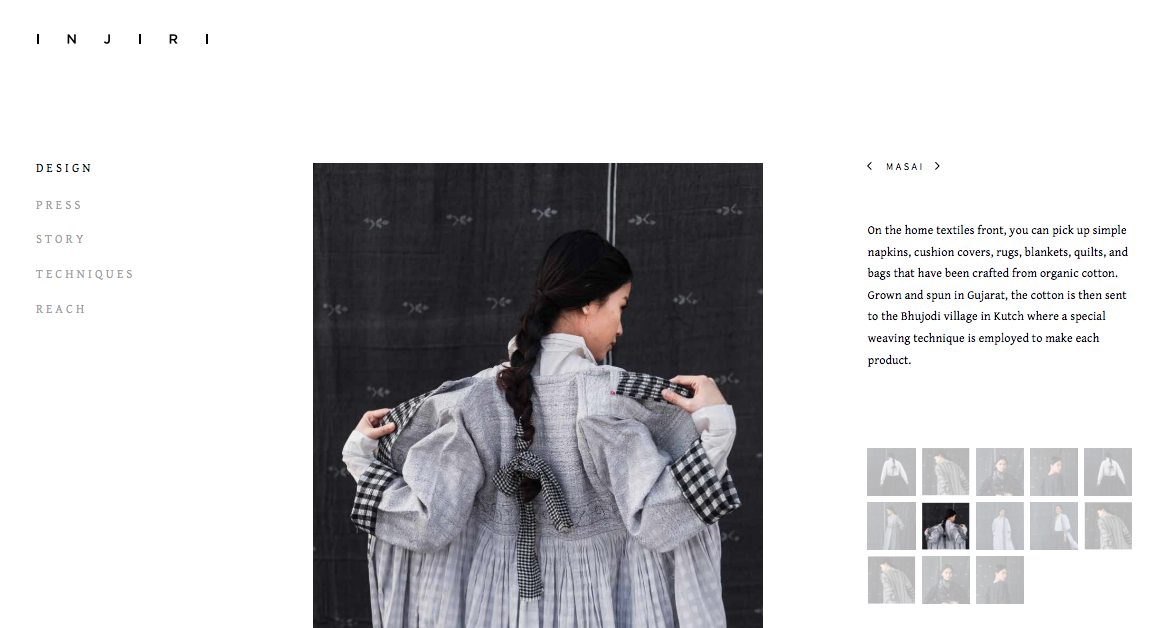 INJIRI
DESIGN
PRESS
STORY
TECHNIQUES
REACH
< MASAI >
On the home textiles front, you can pick up simple
napkins, cushion covers, rugs, blankets, quilts, and
bags that have been crafted from organic cotton.
Grown and spun in Gujarat, the cotton is then sent
to the Bhujodi village in Kutch where a special
weaving technique is employed to make each
product.